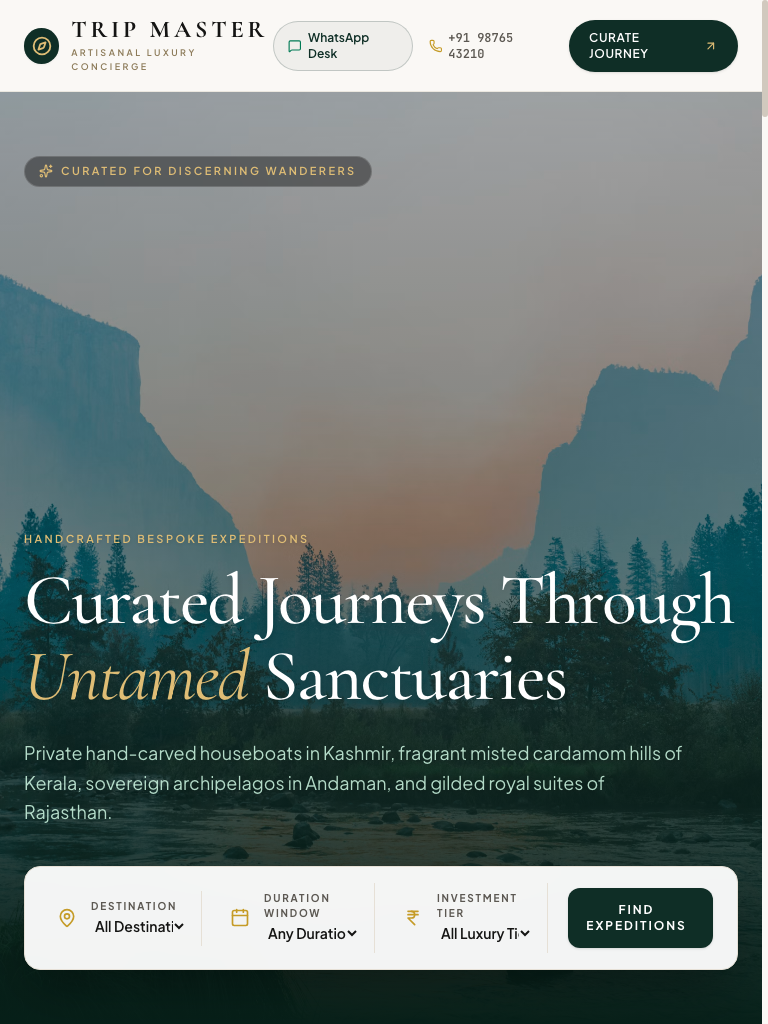 TRIP MASTER
ARTISANAL LUXURY
CONCIERGE
WhatsApp
Desk
+91 98765
43210
CURATE
JOURNEY
CURATED FOR DISCERNING WANDERERS
HANDCRAFTED BESPOKE EXPEDITIONS
Curated Journeys Through
Untamed Sanctuaries
Private hand-carved houseboats in Kashmir, fragrant misted cardamom hills of
Kerala, sovereign archipelagos in Andaman, and gilded royal suites of
Rajasthan.
DESTINATION
All Destinati
DURATION
WINDOW
Any Duratio
₹
INVESTMENT
TIER
All Luxury Ti
FIND
EXPEDITIONS